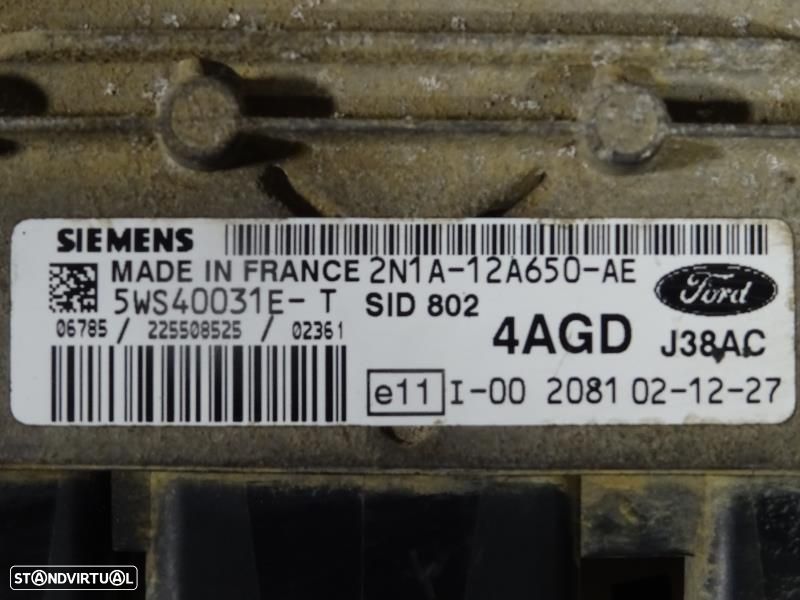 SIEMENS
MADE IN FRANCE 2N1A-12A650-AE
5WS40031E-T SID 802
Ford
06785 / 225508525 / 02361
4AGD J38AC
e11 I-00 2081 02-12-27
STANDVIRTUAL